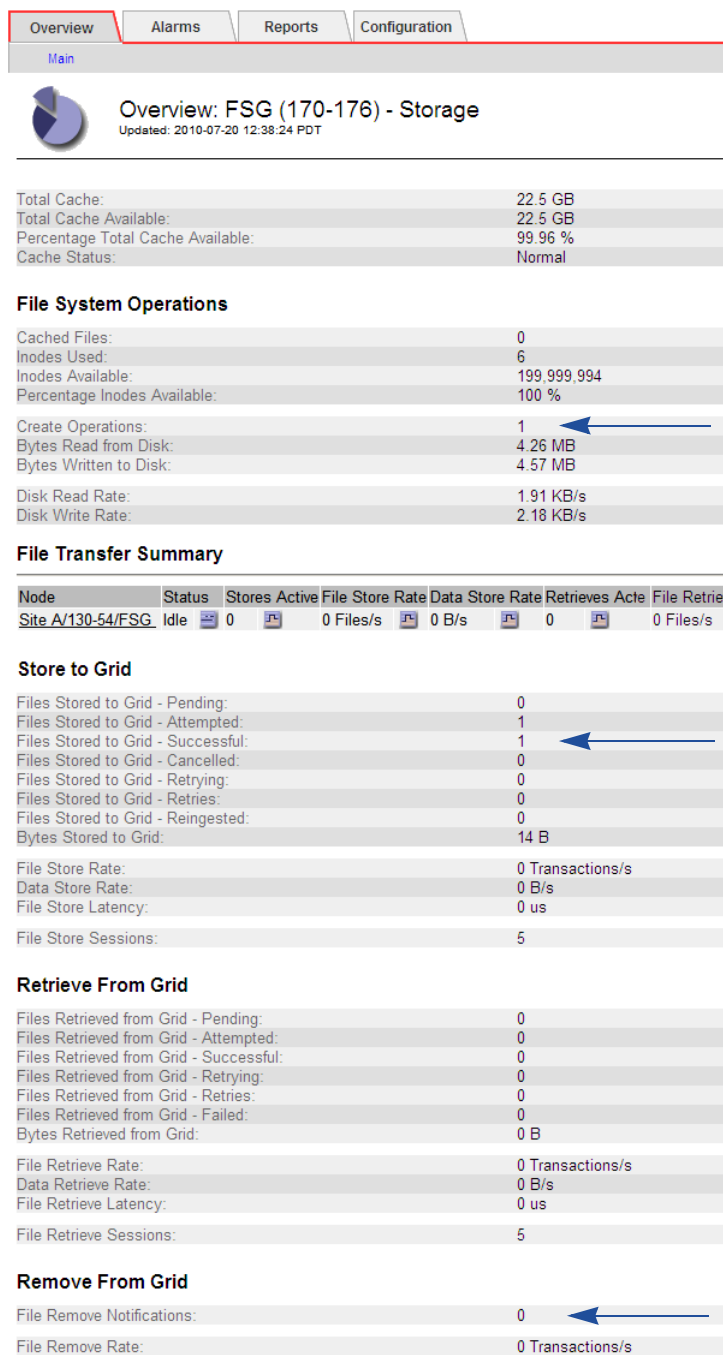 Overview Alarms Reports Configuration
Main
Overview: FSG (170-176) - Storage
Updated: 2010-07-20 12:38:24 PDT
Total Cache: 22.5 GB
Total Cache Available: 22.5 GB
Percentage Total Cache Available: 99.96 %
Cache Status: Normal
File System Operations
Cached Files: 0
Inodes Used: 6
Inodes Available: 199,999,994
Percentage Inodes Available: 100 %
Create Operations: 1
Bytes Read from Disk: 4.26 MB
Bytes Written to Disk: 4.57 MB
Disk Read Rate: 1.91 KB/s
Disk Write Rate: 2.18 KB/s
File Transfer Summary
Node Status Stores Active File Store Rate Data Store Rate Retrieves Acte File Retrie
Site A/130-54/FSG Idle 0 0 Files/s 0 B/s 0 0 Files/s
Store to Grid
Files Stored to Grid - Pending: 0
Files Stored to Grid - Attempted: 1
Files Stored to Grid - Successful: 1
Files Stored to Grid - Cancelled: 0
Files Stored to Grid - Retrying: 0
Files Stored to Grid - Retries: 0
Files Stored to Grid - Reingested: 0
Bytes Stored to Grid: 14 B
File Store Rate: 0 Transactions/s
Data Store Rate: 0 B/s
File Store Latency: 0 us
File Store Sessions: 5
Retrieve From Grid
Files Retrieved from Grid - Pending: 0
Files Retrieved from Grid - Attempted: 0
Files Retrieved from Grid - Successful: 0
Files Retrieved from Grid - Retrying: 0
Files Retrieved from Grid - Retries: 0
Files Retrieved from Grid - Failed: 0
Bytes Retrieved from Grid: 0 B
File Retrieve Rate: 0 Transactions/s
Data Retrieve Rate: 0 B/s
File Retrieve Latency: 0 us
File Retrieve Sessions: 5
Remove From Grid
File Remove Notifications: 0
File Remove Rate: 0 Transactions/s